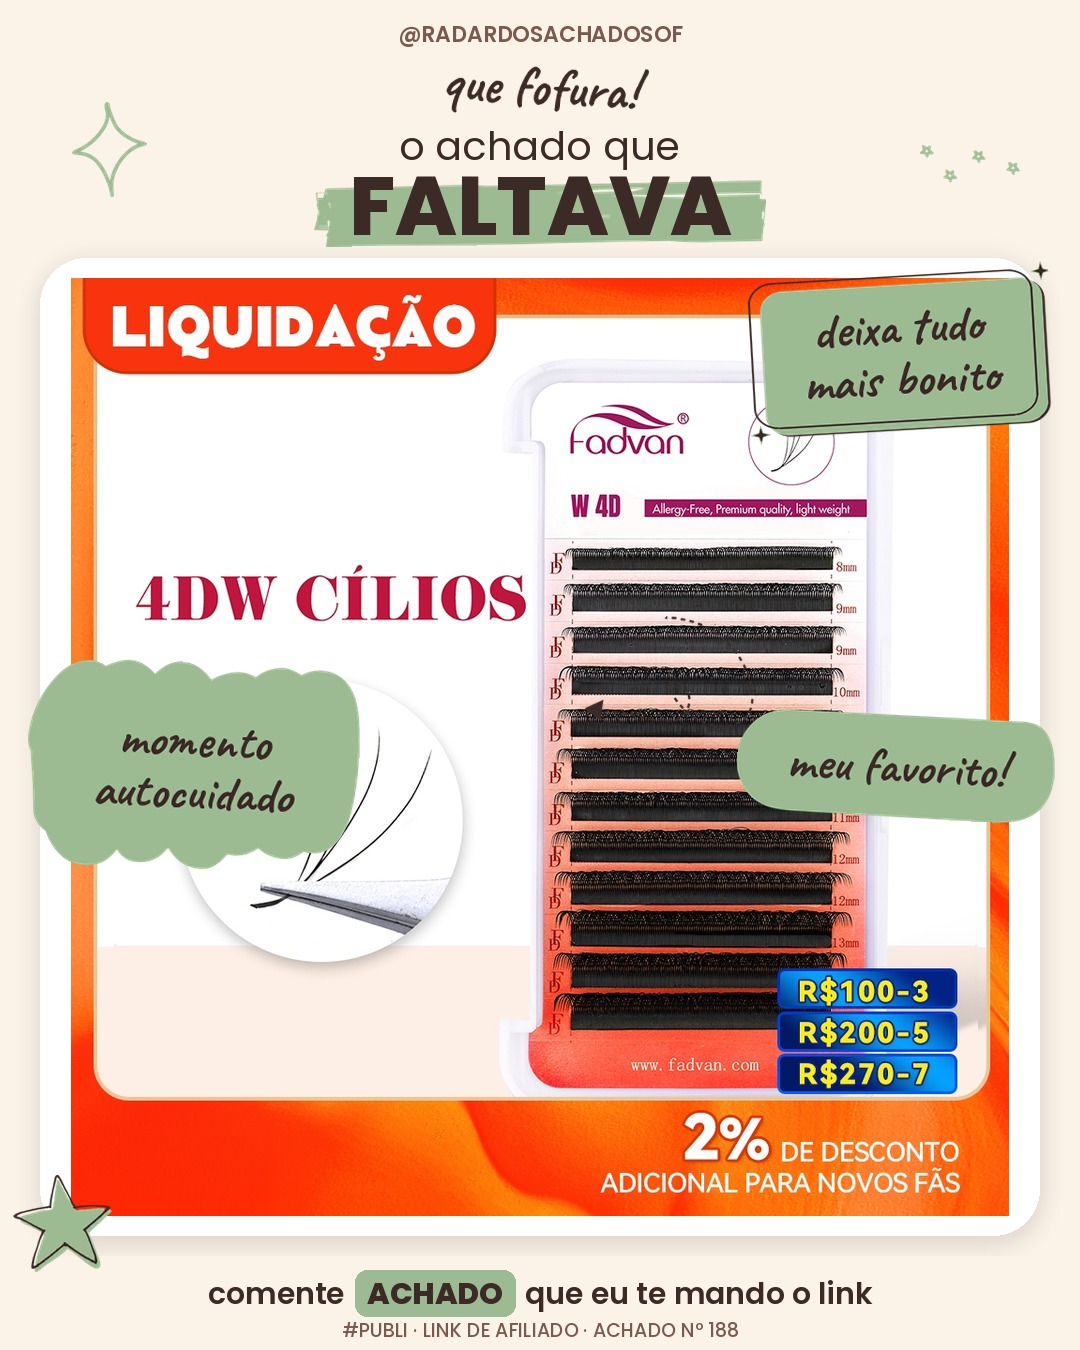 @RADARDOSACHADOSOF
que fofura!
o achado que
FALTAVA
LIQUIDAÇÃO
deixa tudo
mais bonito
Fadvan®
W 4D
Allergy-Free, Premium quality, light weight
4DW CÍLIOS
8mm
9mm
9mm
10mm
momento
autocuidado
meu favorito!
11mm
12mm
12mm
13mm
R$100-3
R$200-5
R$270-7
www.fadvan.com
2% DE DESCONTO
ADICIONAL PARA NOVOS FÃS
comente ACHADO que eu te mando o link
#PUBLI · LINK DE AFILIADO · ACHADO Nº 188